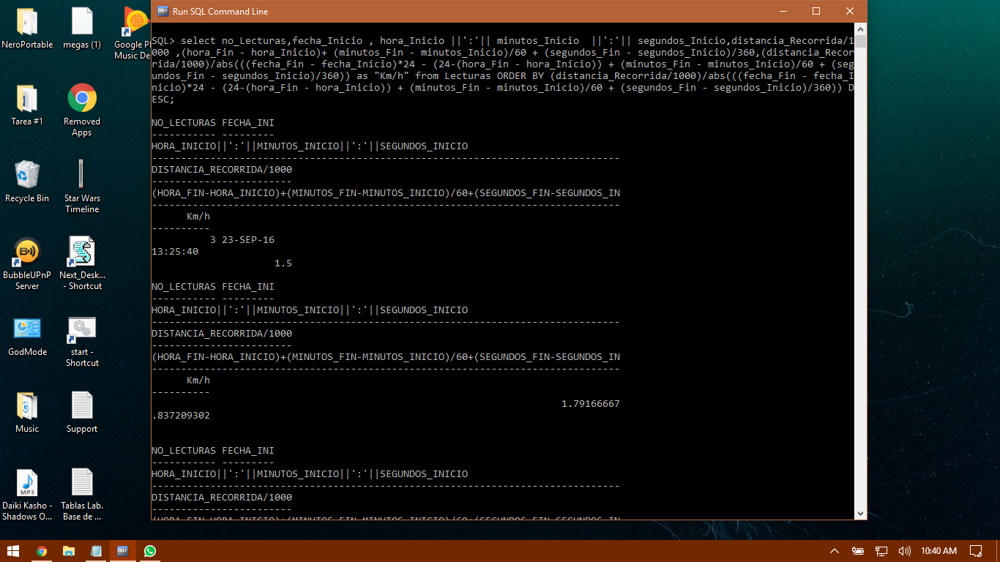 NeroPortable
megas (1)
Google Pl
Music De
Tarea #1
Removed
Apps
Recycle Bin
Star Wars
Timeline
BubbleUPnP
Server
Next_Desk...
- Shortcut
GodMode
start -
Shortcut
Music
Support
MP3
Daiki Kasho -
Shadows O...
Tablas Lab.
Base de ...
SQL>
Run SQL Command Line
SQL> select no_Lecturas,fecha_Inicio , hora_Inicio ||':'|| minutos_Inicio  ||':'|| segundos_Inicio,distancia_Recorrida/1
000 ,(hora_Fin - hora_Inicio)+ (minutos_Fin - minutos_Inicio)/60 + (segundos_Fin - segundos_Inicio)/360,(distancia_Recor
rida/1000)/abs(((fecha_Fin - fecha_Inicio)*24 - (24-(hora_Fin - hora_Inicio)) + (minutos_Fin - minutos_Inicio)/60 + (seg
undos_Fin - segundos_Inicio)/360)) as "Km/h" from Lecturas ORDER BY (distancia_Recorrida/1000)/abs(((fecha_Fin - fecha_I
nicio)*24 - (24-(hora_Fin - hora_Inicio)) + (minutos_Fin - minutos_Inicio)/60 + (segundos_Fin - segundos_Inicio)/360)) D
ESC;
NO_LECTURAS FECHA_INI
----------- ---------
HORA_INICIO||':'||MINUTOS_INICIO||':'||SEGUNDOS_INICIO
--------------------------------------------------------------------------------
DISTANCIA_RECORRIDA/1000
------------------------
(HORA_FIN-HORA_INICIO)+(MINUTOS_FIN-MINUTOS_INICIO)/60+(SEGUNDOS_FIN-SEGUNDOS_IN
--------------------------------------------------------------------------------
Km/h
----------
3 23-SEP-16
13:25:40
1.5
NO_LECTURAS FECHA_INI
----------- ---------
HORA_INICIO||':'||MINUTOS_INICIO||':'||SEGUNDOS_INICIO
--------------------------------------------------------------------------------
DISTANCIA_RECORRIDA/1000
------------------------
(HORA_FIN-HORA_INICIO)+(MINUTOS_FIN-MINUTOS_INICIO)/60+(SEGUNDOS_FIN-SEGUNDOS_IN
--------------------------------------------------------------------------------
Km/h
----------
1.79166667
.837209302
NO_LECTURAS FECHA_INI
----------- ---------
HORA_INICIO||':'||MINUTOS_INICIO||':'||SEGUNDOS_INICIO
--------------------------------------------------------------------------------
DISTANCIA_RECORRIDA/1000
------------------------
(HORA_FIN-HORA_INICIO)+(MINUTOS_FIN-MINUTOS_INICIO)/60+(SEGUNDOS_FIN-SEGUNDOS_IN
SQL>
10:40 AM